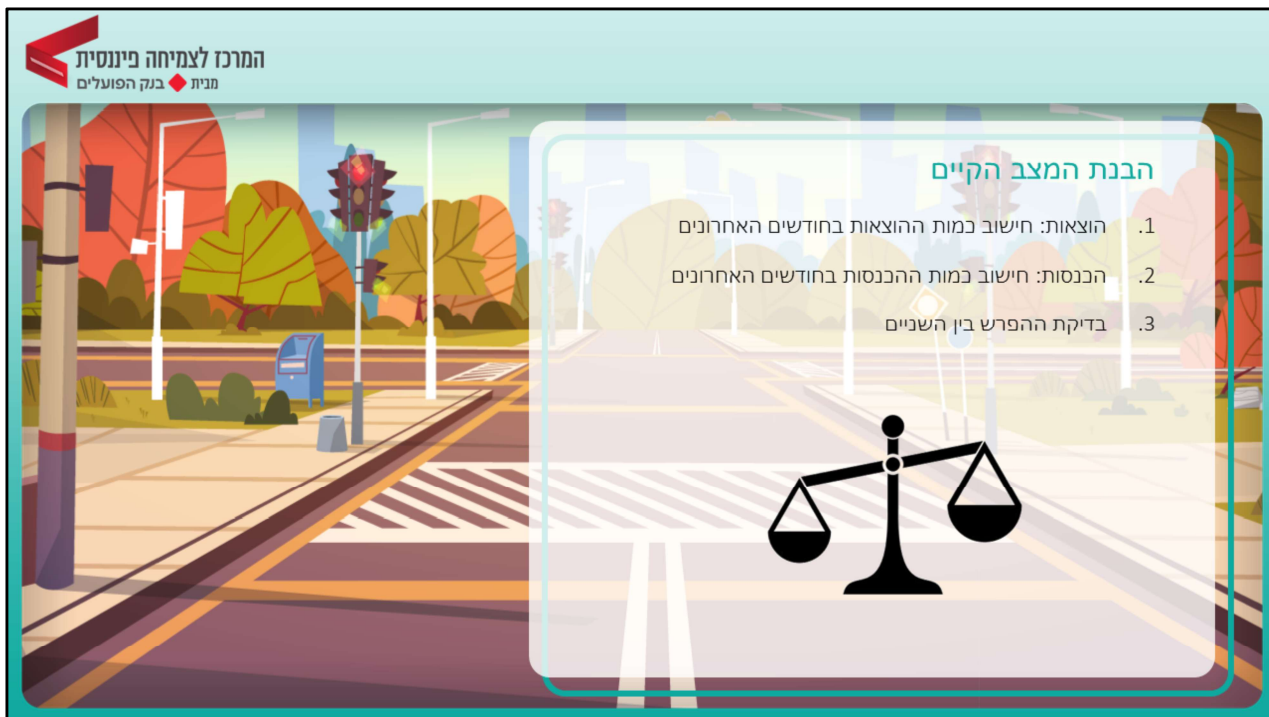 המרכז לצמיחה פיננסית
מבית בנק הפועלים
הבנת המצב הקיים
1. הוצאות: חישוב כמות ההוצאות בחודשים האחרונים
2. הכנסות: חישוב כמות ההכנסות בחודשים האחרונים
3. בדיקת ההפרש בין השניים